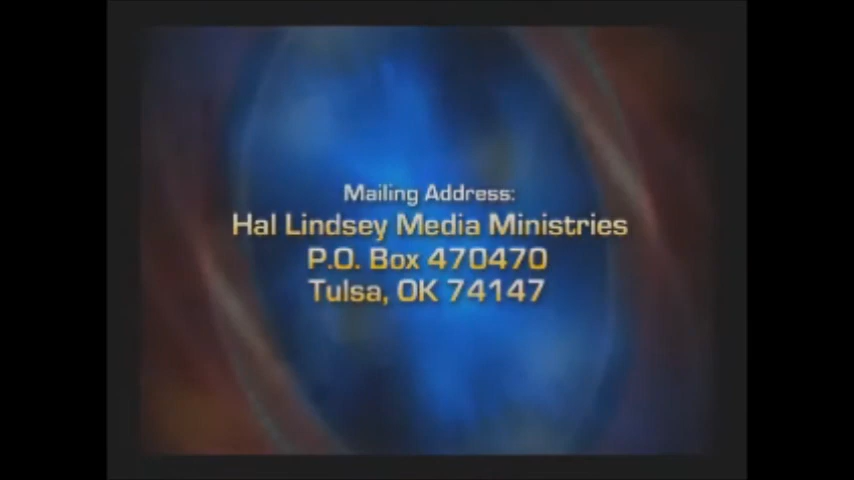 Mailing Address:
Hal Lindsey Media Ministries
P.O. Box 470470
Tulsa, OK 74147